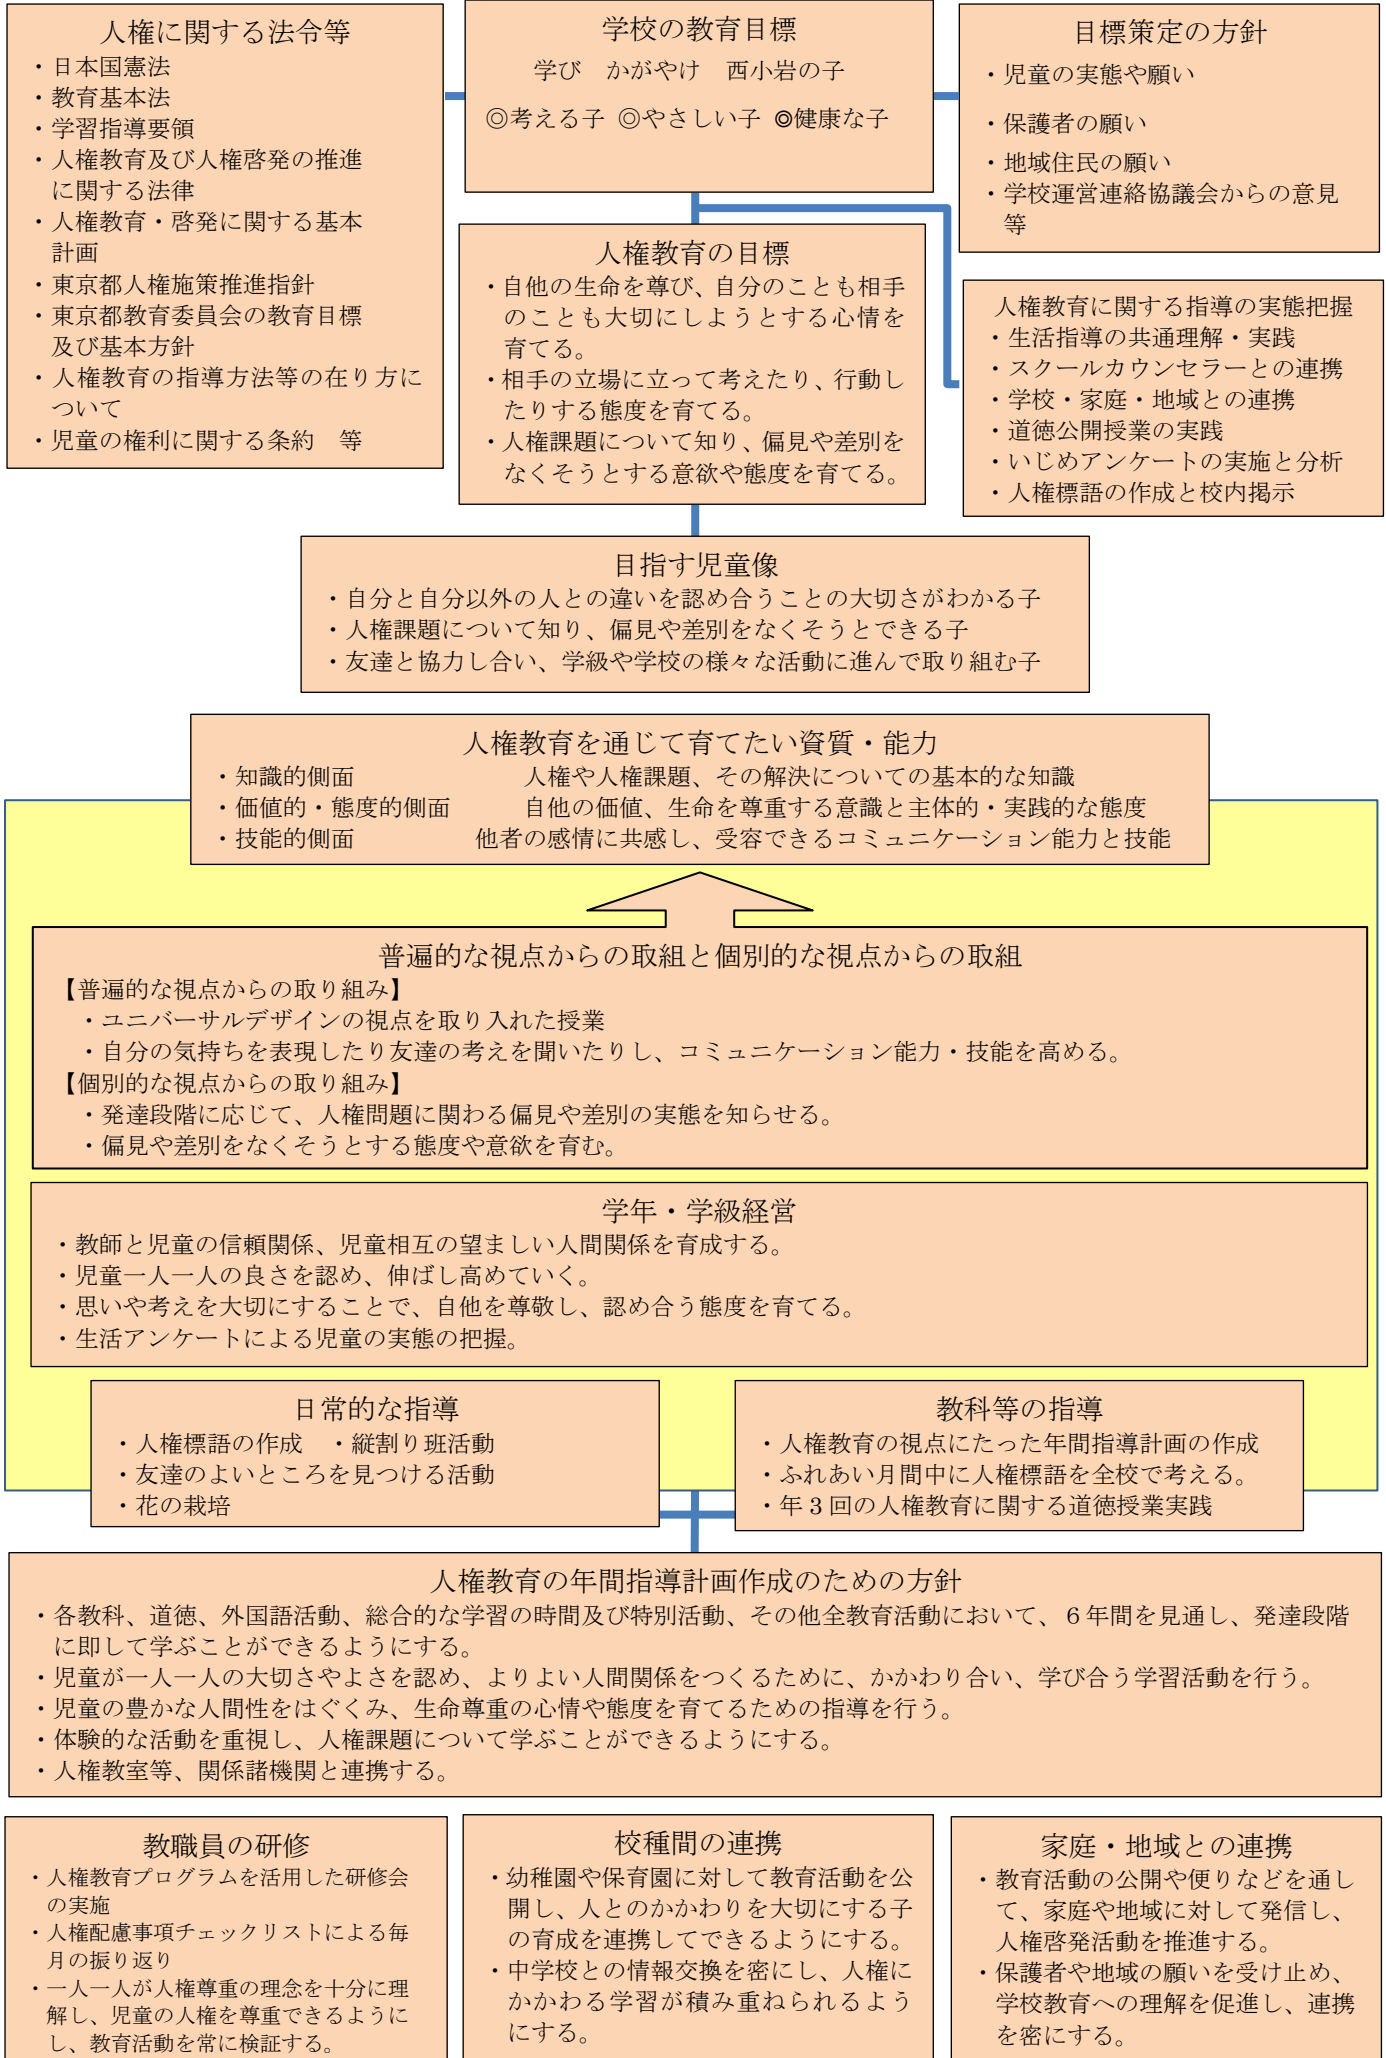 人権に関する法令等
・日本国憲法
・教育基本法
・学習指導要領
・人権教育及び人権啓発の推進
に関する法律
・人権教育・啓発に関する基本
計画
・東京都人権施策推進指針
・東京都教育委員会の教育目標
及び基本方針
・人権教育の指導方法等の在り方に
ついて
・児童の権利に関する条約　等
学校の教育目標
学び　かがやけ　西小岩の子
◎考える子 ◎やさしい子 ◎健康な子
目標策定の方針
・児童の実態や願い
・保護者の願い
・地域住民の願い
・学校運営連絡協議会からの意見
等
人権教育の目標
・自他の生命を尊び、自分のことも相手
のことも大切にしようとする心情を
育てる。
・相手の立場に立って考えたり、行動し
たりする態度を育てる。
・人権課題について知り、偏見や差別を
なくそうとする意欲や態度を育てる。
人権教育に関する指導の実態把握
・生活指導の共通理解・実践
・スクールカウンセラーとの連携
・学校・家庭・地域との連携
・道徳公開授業の実践
・いじめアンケートの実施と分析
・人権標語の作成と校内掲示
目指す児童像
・自分と自分以外の人との違いを認め合うことの大切さがわかる子
・人権課題について知り、偏見や差別をなくそうとできる子
・友達と協力し合い、学級や学校の様々な活動に進んで取り組む子
人権教育を通じて育てたい資質・能力
・知識的側面　　　　　　　人権や人権課題、その解決についての基本的な知識
・価値的・態度的側面　　　自他の価値、生命を尊重する意識と主体的・実践的な態度
・技能的側面　　　　　他者の感情に共感し、受容できるコミュニケーション能力と技能
普遍的な視点からの取組と個別的な視点からの取組
【普遍的な視点からの取り組み】
・ユニバーサルデザインの視点を取り入れた授業
・自分の気持ちを表現したり友達の考えを聞いたりし、コミュニケーション能力・技能を高める。
【個別的な視点からの取り組み】
・発達段階に応じて、人権問題に関わる偏見や差別の実態を知らせる。
・偏見や差別をなくそうとする態度や意欲を育む。
学年・学級経営
・教師と児童の信頼関係、児童相互の望ましい人間関係を育成する。
・児童一人一人の良さを認め、伸ばし高めていく。
・思いや考えを大切にすることで、自他を尊敬し、認め合う態度を育てる。
・生活アンケートによる児童の実態の把握。
日常的な指導
・人権標語の作成　・縦割り班活動
・友達のよいところを見つける活動
・花の栽培
教科等の指導
・人権教育の視点にたった年間指導計画の作成
・ふれあい月間中に人権標語を全校で考える。
・年３回の人権教育に関する道徳授業実践
人権教育の年間指導計画作成のための方針
・各教科、道徳、外国語活動、総合的な学習の時間及び特別活動、その他全教育活動において、６年間を見通し、発達段階
に即して学ぶことができるようにする。
・児童が一人一人の大切さやよさを認め、よりよい人間関係をつくるために、かかわり合い、学び合う学習活動を行う。
・児童の豊かな人間性をはぐくみ、生命尊重の心情や態度を育てるための指導を行う。
・体験的な活動を重視し、人権課題について学ぶことができるようにする。
・人権教室等、関係諸機関と連携する。
教職員の研修
・人権教育プログラムを活用した研修会
の実施
・人権配慮事項チェックリストによる毎
月の振り返り
・一人一人が人権尊重の理念を十分に理
解し、児童の人権を尊重できるように
し、教育活動を常に検証する。
校種間の連携
・幼稚園や保育園に対して教育活動を公
開し、人とのかかわりを大切にする子
の育成を連携してできるようにする。
・中学校との情報交換を密にし、人権に
かかわる学習が積み重ねられるよう
にする。
家庭・地域との連携
・教育活動の公開や便りなどを通し
て、家庭や地域に対して発信し、
人権啓発活動を推進する。
・保護者や地域の願いを受け止め、
学校教育への理解を促進し、連携
を密にする。